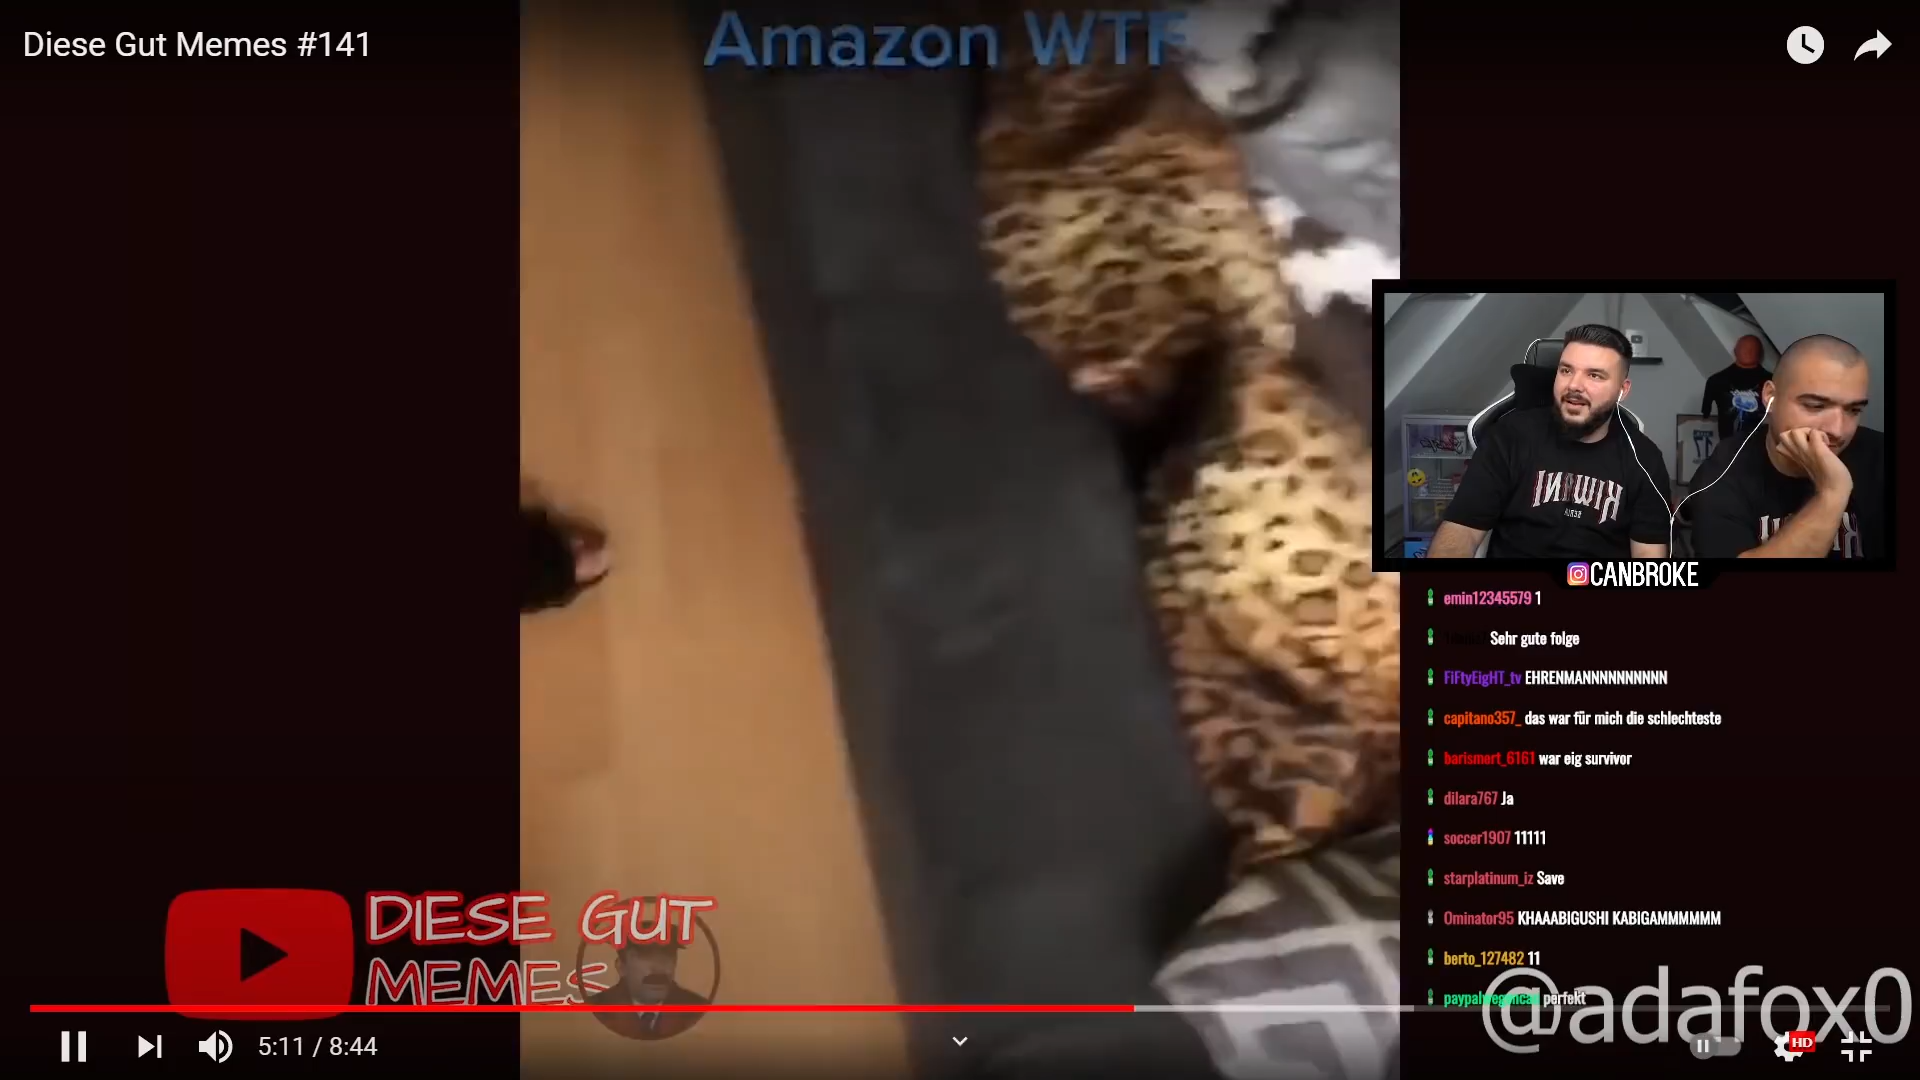 Diese Gut Memes #141
Amazon WTF
KIWANI
CANBROKE
emin12345579 1
Sehr gute folge
FiFtyEigHT_tv EHRENMANNNNNNNNNN
capitano357_ das war für mich die schlechteste
barismert_6161 war eig survivor
dilara767 Ja
soccer1907 11111
starplatinum_iz Save
Ominator95 KHAAABIGUSHI KABIGAMMMMMM
berto_127482 11
perfekt
@adafox0
DIESE GUT
MEMES
5:11 / 8:44
HD